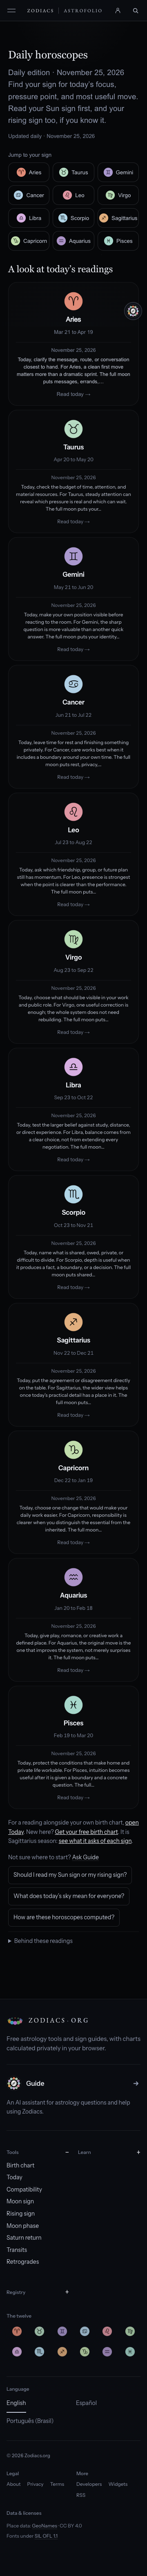 ZODIACS | ASTROFOLIO
Daily horoscopes
Daily edition · November 25, 2026
Find your sign for today's focus,
pressure point, and most useful move.
Read your Sun sign first, and your
rising sign too, if you know it.
Updated daily · November 25, 2026
Jump to your sign
Aries
Taurus
Gemini
Cancer
Leo
Virgo
Libra
Scorpio
Sagittarius
Capricorn
Aquarius
Pisces
A look at today's readings
Aries
Mar 21 to Apr 19
November 25, 2026
Today, clarify the message, route, or conversation
closest to hand. For Aries, a clean first move
matters more than a dramatic sprint. The full moon
puts messages, errands,…
Read today →
Taurus
Apr 20 to May 20
November 25, 2026
Today, check the budget of time, attention, and
material resources. For Taurus, steady attention can
reveal which pressure is real and which can wait.
The full moon puts your…
Read today →
Gemini
May 21 to Jun 20
November 25, 2026
Today, make your own position visible before
reacting to the room. For Gemini, the sharp
question is more valuable than another quick
answer. The full moon puts your identity…
Read today →
Cancer
Jun 21 to Jul 22
November 25, 2026
Today, leave time for rest and finishing something
privately. For Cancer, care works best when it
includes a boundary around your own time. The full
moon puts rest, privacy,…
Read today →
Leo
Jul 23 to Aug 22
November 25, 2026
Today, ask which friendship, group, or future plan
still has momentum. For Leo, presence is strongest
when the point is clearer than the performance.
The full moon puts…
Read today →
Virgo
Aug 23 to Sep 22
November 25, 2026
Today, choose what should be visible in your work
and public role. For Virgo, one useful correction is
enough; the whole system does not need
rebuilding. The full moon puts…
Read today →
Libra
Sep 23 to Oct 22
November 25, 2026
Today, test the larger belief against study, distance,
or direct experience. For Libra, balance comes from
a clear choice, not from managing every
impression. The full moon…
Read today →
Scorpio
Oct 23 to Nov 21
November 25, 2026
Today, name what is shared, owed, private, or
difficult to divide. For Scorpio, depth is useful when
it produces a fact, a boundary, or a decision. The full
moon puts shared…
Read today →
Sagittarius
Nov 22 to Dec 21
November 25, 2026
Today, put the agreement or disagreement directly
on the table. For Sagittarius, the wider view helps
once today's practical detail has a place in it. The
full moon puts…
Read today →
Capricorn
Dec 22 to Jan 19
November 25, 2026
Today, choose one change that would make your
daily work easier. For Capricorn, responsibility is
clearer when you distinguish the essential from the
inherited. The full moon…
Read today →
Aquarius
Jan 20 to Feb 18
November 25, 2026
Today, give play, romance, or creative work a
defined place. For Aquarius, the original move is the
one that improves the system, not merely surprises
it. The full moon puts…
Read today →
Pisces
Feb 19 to Mar 20
November 25, 2026
Today, protect the conditions that make home and
private life workable. For Pisces, intuition becomes
useful after it is given a boundary and a concrete
question. The full…
Read today →
For a reading alongside your own birth chart, open
Today. New here? Get your free birth chart. It is
Sagittarius season: see what it asks of each sign.
Not sure where to start? Ask Guide
Should I read my Sun sign or my rising sign?
What does today's sky mean for everyone?
How are these horoscopes computed?
Behind these readings
ZODIACS·ORG
Free astrology tools and sign guides, with charts
calculated privately in your browser.
Guide →
An AI assistant for astrology questions and help
using Zodiacs.
Tools −
Learn +
Birth chart
Today
Compatibility
Moon sign
Rising sign
Moon phase
Saturn return
Transits
Retrogrades
Registry +
The twelve
Language
English
Español
Português (Brasil)
© 2026 Zodiacs.org
Legal
About Privacy Terms
More
Developers Widgets
RSS
Data & licenses
Place data: GeoNames · CC BY 4.0
Fonts under SIL OFL 1.1